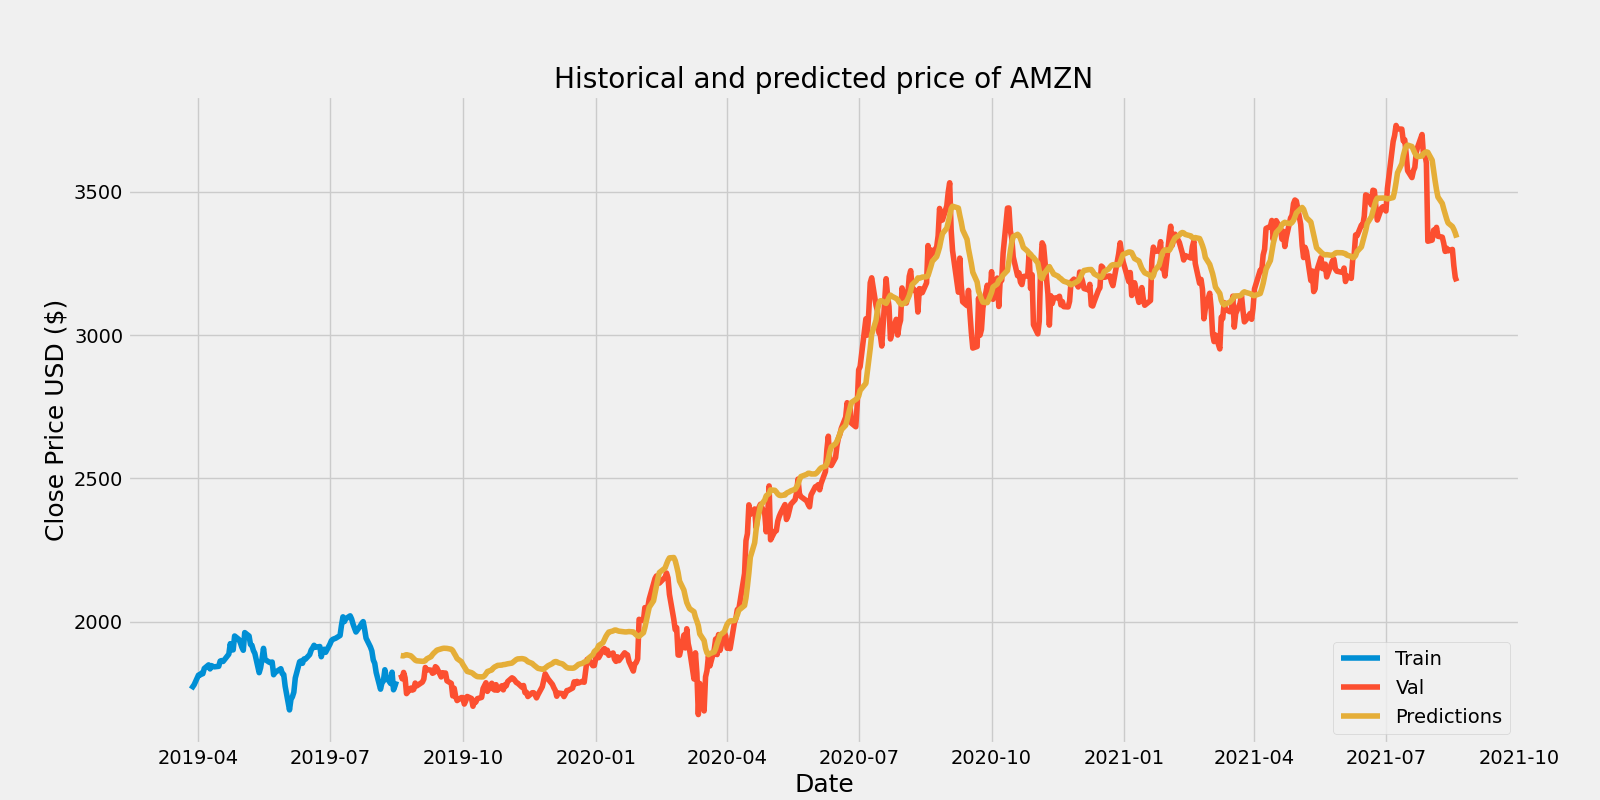 Historical and predicted price of AMZN
Close Price USD ($)
3500
3000
2500
2000
Train
Val
Predictions
2019-04 2019-07 2019-10 2020-01 2020-04 2020-07 2020-10 2021-01 2021-04 2021-07 2021-10
Date